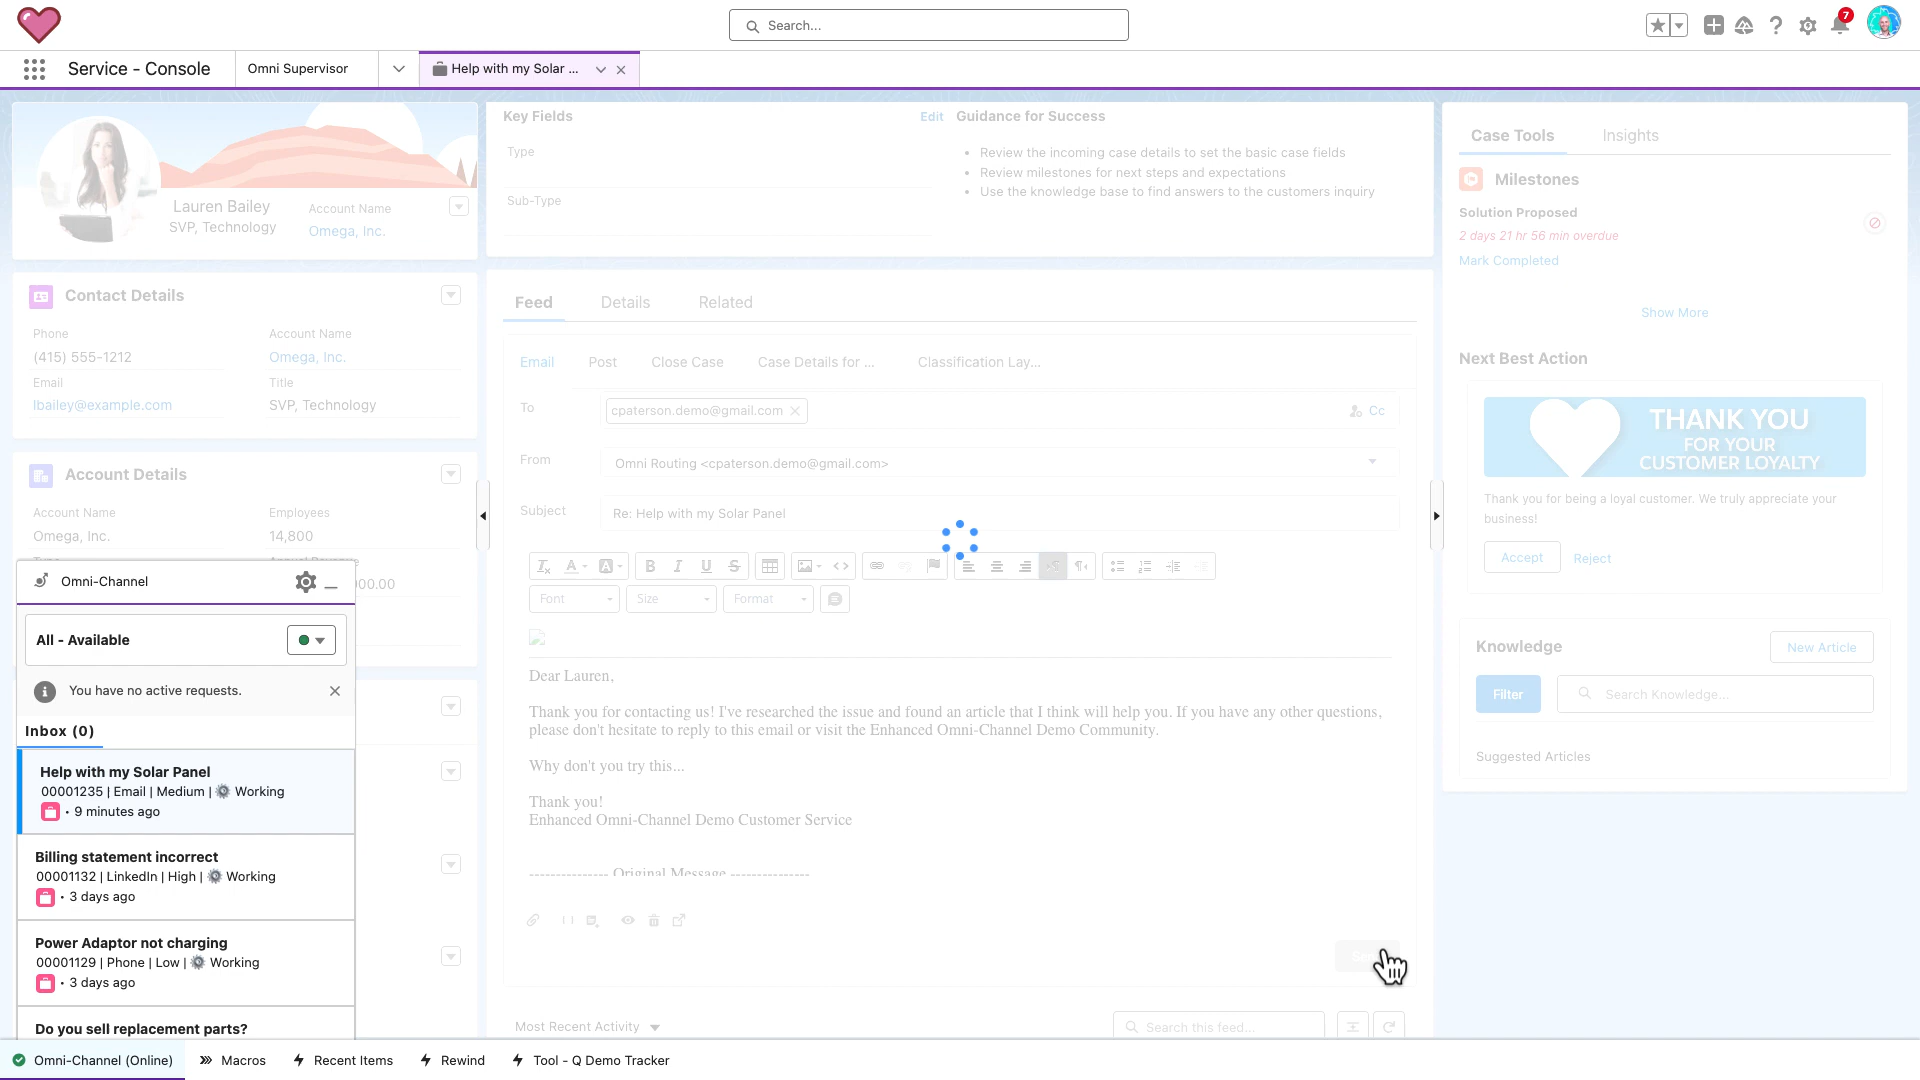 Search...
7
Service - Console
Omni Supervisor
Help with my Solar ...
Lauren Bailey
SVP, Technology
Account Name
Omega, Inc.
Contact Details
Phone
Account Name
(415) 555-1212
Omega, Inc.
Email
Title
lbailey@example.com
SVP, Technology
Account Details
Account Name
Employees
Omega, Inc.
14,800
Omni-Channel
All - Available
You have no active requests.
Inbox (0)
Help with my Solar Panel
00001235 | Email | Medium | Working
• 9 minutes ago
Billing statement incorrect
00001132 | LinkedIn | High | Working
• 3 days ago
Power Adaptor not charging
00001129 | Phone | Low | Working
• 3 days ago
Do you sell replacement parts?
Key Fields
Edit
Type
Sub-Type
Guidance for Success
• Review the incoming case details to set the basic case fields
• Review milestones for next steps and expectations
• Use the knowledge base to find answers to the customers inquiry
Feed
Details
Related
Email
Post
Close Case
Case Details for ...
Classification Lay...
To
cpaterson.demo@gmail.com
Cc
From
Omni Routing <cpaterson.demo@gmail.com>
Subject
Re: Help with my Solar Panel
Font
Size
Format
Dear Lauren,
Thank you for contacting us! I've researched the issue and found an article that I think will help you. If you have any other questions,
please don't hesitate to reply to this email or visit the Enhanced Omni-Channel Demo Community.
Why don't you try this...
Thank you!
Enhanced Omni-Channel Demo Customer Service
--------------- Original Message ---------------
Most Recent Activity
Search this feed...
Case Tools
Insights
Milestones
Solution Proposed
2 days 21 hr 56 min overdue
Mark Completed
Show More
Next Best Action
THANK YOU
FOR YOUR
CUSTOMER LOYALTY
Thank you for being a loyal customer. We truly appreciate your
business!
Accept
Reject
Knowledge
New Article
Filter
Search Knowledge...
Suggested Articles
Omni-Channel (Online)
Macros
Recent Items
Rewind
Tool - Q Demo Tracker